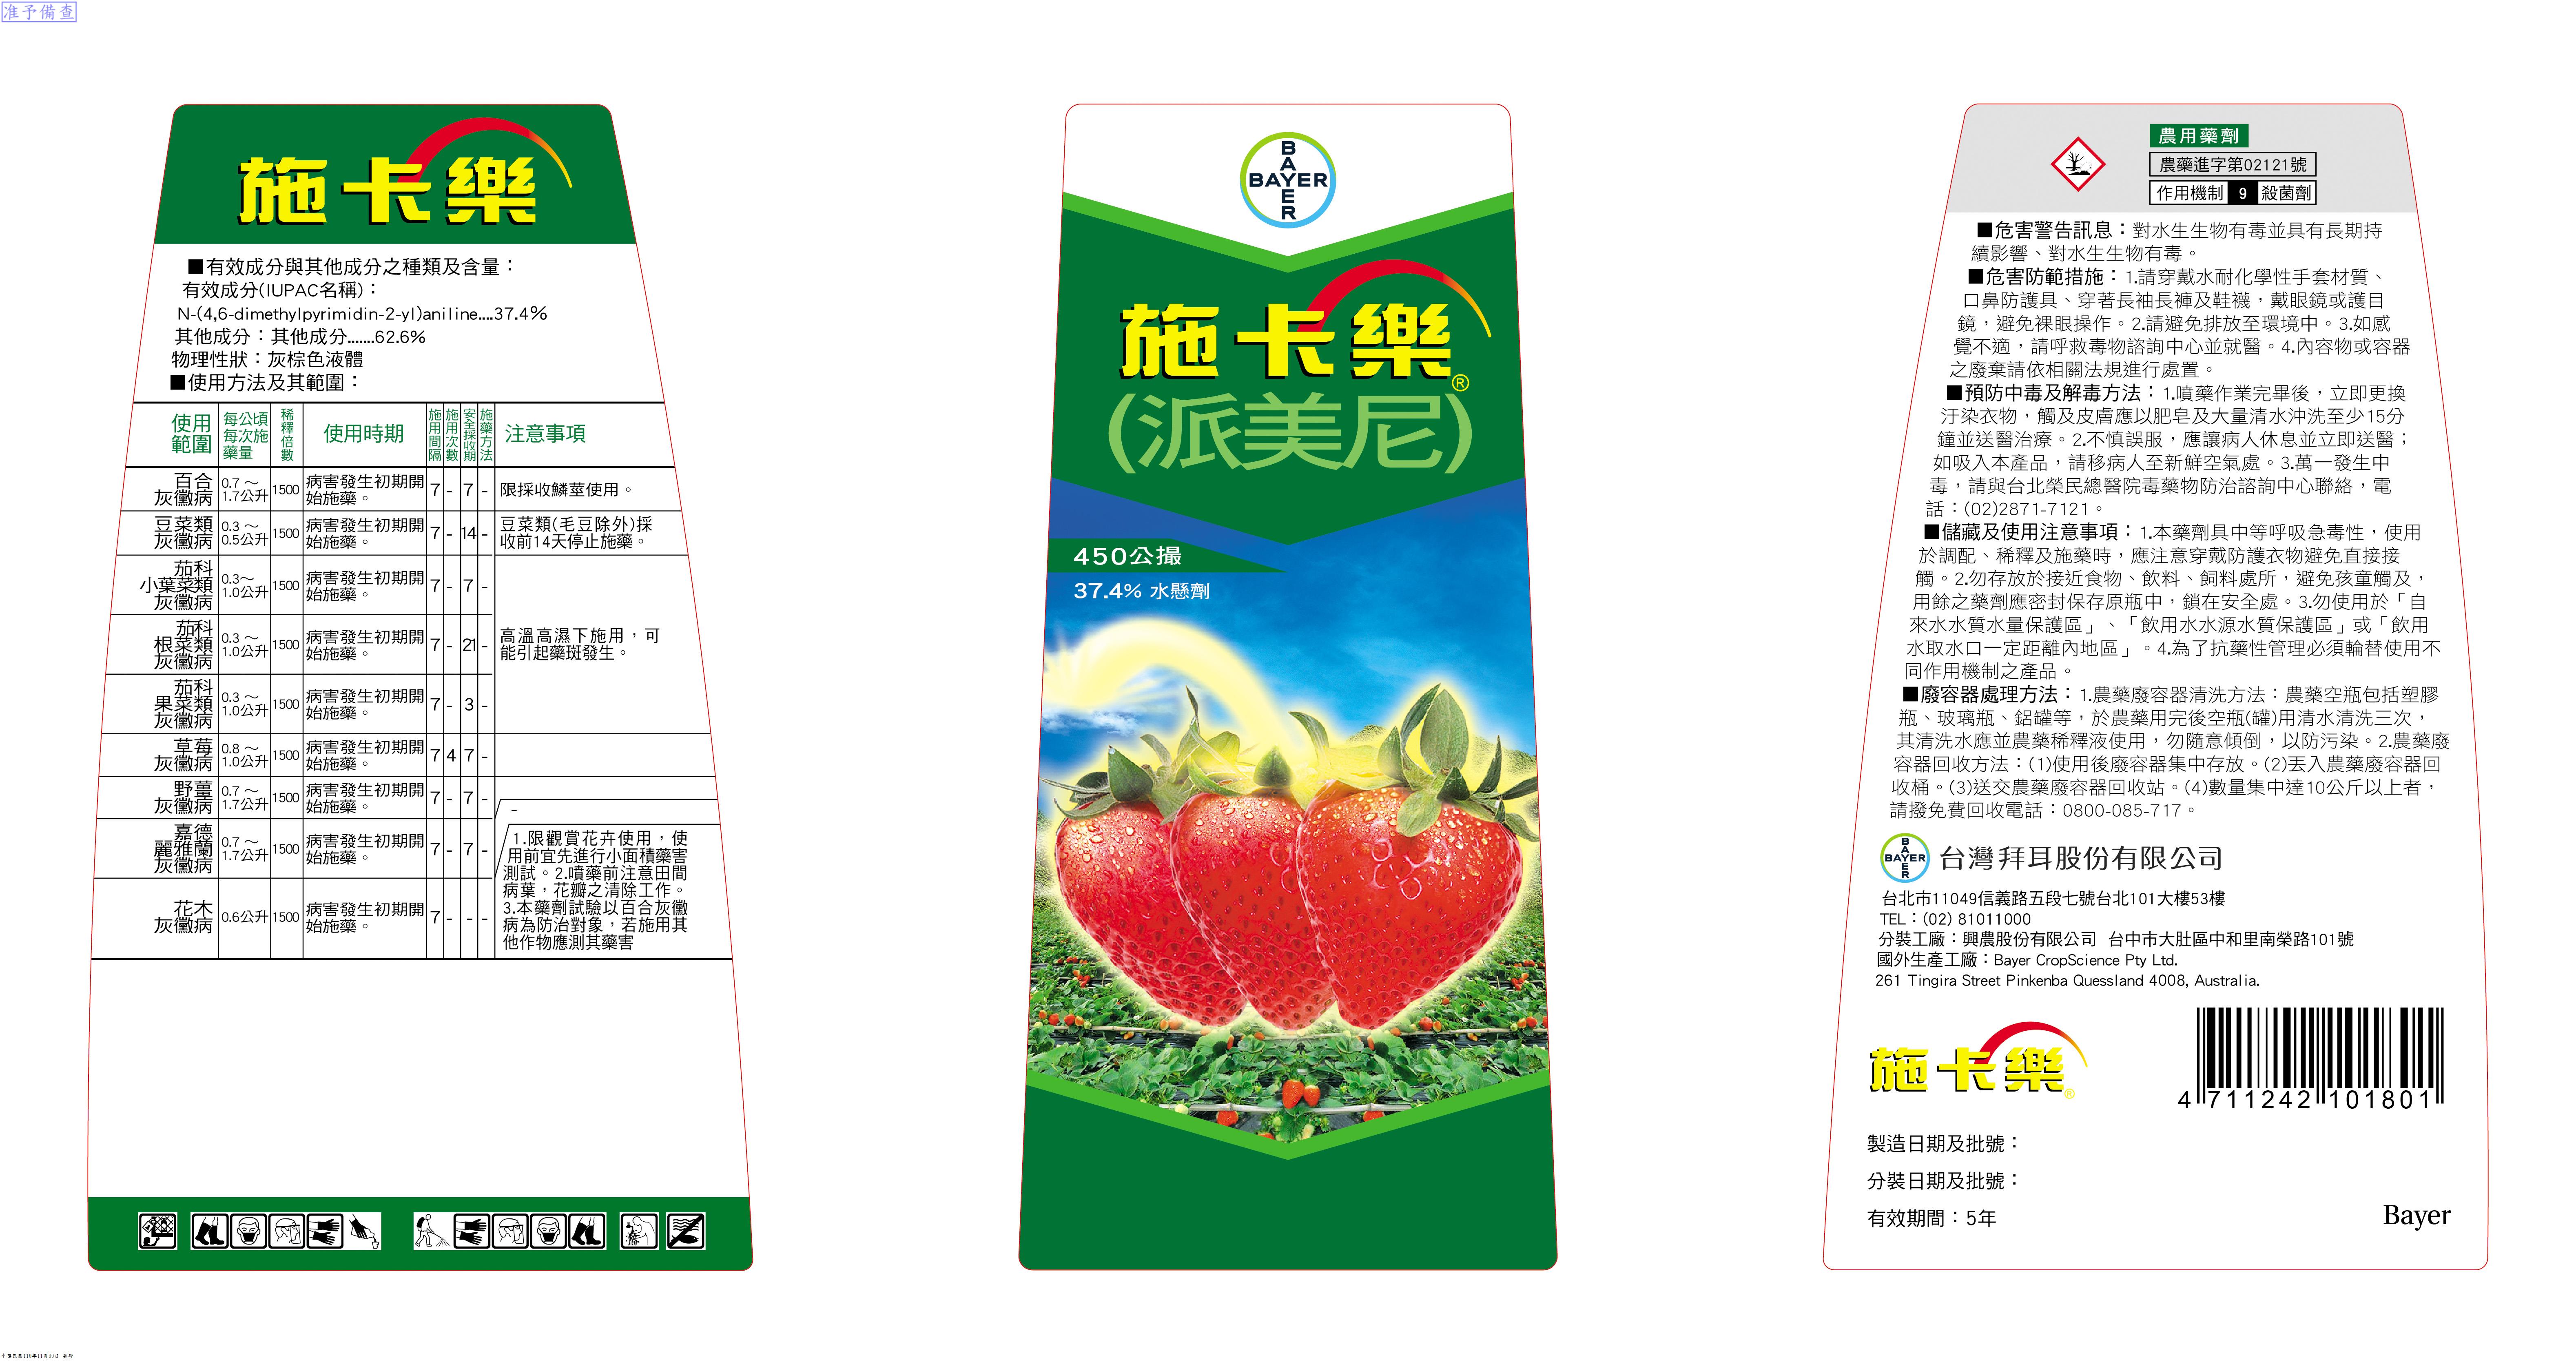 准予備查
施卡樂
■有效成分與其他成分之種類及含量：
有效成分(IUPAC名稱)：
N-(4,6-dimethylpyrimidin-2-yl)aniline....37.4%
其他成分：其他成分.......62.6%
物理性狀：灰棕色液體
■使用方法及其範圍：
使用範圍 每公頃每次施藥量 稀釋倍數 使用時期 施用間隔 施用次數 安全採收期 施藥方法 注意事項
百合灰黴病 0.7～1.7公升 1500 病害發生初期開始施藥。 7 - 7 - 限採收鱗莖使用。
豆菜類灰黴病 0.3～0.5公升 1500 病害發生初期開始施藥。 7 - 14 - 豆菜類(毛豆除外)採收前14天停止施藥。
茄科小葉菜類灰黴病 0.3～1.0公升 1500 病害發生初期開始施藥。 7 - 7 -
茄科根菜類灰黴病 0.3～1.0公升 1500 病害發生初期開始施藥。 7 - 21 - 高溫高濕下施用，可能引起藥斑發生。
茄科果菜類灰黴病 0.3～1.0公升 1500 病害發生初期開始施藥。 7 - 3 -
草莓灰黴病 0.8～1.0公升 1500 病害發生初期開始施藥。 7 4 7 -
野薑灰黴病 0.7～1.7公升 1500 病害發生初期開始施藥。 7 - 7 - -
嘉德麗雅蘭灰黴病 0.7～1.7公升 1500 病害發生初期開始施藥。 7 - 7 -
花木灰黴病 0.6公升 1500 病害發生初期開始施藥。 7 - - -
1.限觀賞花卉使用，使
用前宜先進行小面積藥害
測試。2.噴藥前注意田間
病葉，花瓣之清除工作。
3.本藥劑試驗以百合灰黴
病為防治對象，若施用其
他作物應測其藥害
BAYER
BAYER
施卡樂®
(派美尼)
450公撮
37.4% 水懸劑
農用藥劑
農藥進字第02121號
作用機制 9 殺菌劑
■危害警告訊息：對水生生物有毒並具有長期持
續影響、對水生生物有毒。
■危害防範措施：1.請穿戴水耐化學性手套材質、
口鼻防護具、穿著長袖長褲及鞋襪，戴眼鏡或護目
鏡，避免裸眼操作。2.請避免排放至環境中。3.如感
覺不適，請呼救毒物諮詢中心並就醫。4.內容物或容器
之廢棄請依相關法規進行處置。
■預防中毒及解毒方法：1.噴藥作業完畢後，立即更換
汙染衣物，觸及皮膚應以肥皂及大量清水沖洗至少15分
鐘並送醫治療。2.不慎誤服，應讓病人休息並立即送醫；
如吸入本產品，請移病人至新鮮空氣處。3.萬一發生中
毒，請與台北榮民總醫院毒藥物防治諮詢中心聯絡，電
話：(02)2871-7121。
■儲藏及使用注意事項：1.本藥劑具中等呼吸急毒性，使用
於調配、稀釋及施藥時，應注意穿戴防護衣物避免直接接
觸。2.勿存放於接近食物、飲料、飼料處所，避免孩童觸及，
用餘之藥劑應密封保存原瓶中，鎖在安全處。3.勿使用於「自
來水水質水量保護區」、「飲用水水源水質保護區」或「飲用
水取水口一定距離內地區」。4.為了抗藥性管理必須輪替使用不
同作用機制之產品。
■廢容器處理方法：1.農藥廢容器清洗方法：農藥空瓶包括塑膠
瓶、玻璃瓶、鋁罐等，於農藥用完後空瓶(罐)用清水清洗三次，
其清洗水應並農藥稀釋液使用，勿隨意傾倒，以防污染。2.農藥廢
容器回收方法：(1)使用後廢容器集中存放。(2)丟入農藥廢容器回
收桶。(3)送交農藥廢容器回收站。(4)數量集中達10公斤以上者，
請撥免費回收電話：0800-085-717。
BAYER
BAYER
台灣拜耳股份有限公司
台北市11049信義路五段七號台北101大樓53樓
TEL：(02) 81011000
分裝工廠：興農股份有限公司 台中市大肚區中和里南榮路101號
國外生產工廠：Bayer CropScience Pty Ltd.
261 Tingira Street Pinkenba Quessland 4008, Australia.
施卡樂®
4 711242 101801
製造日期及批號：
分裝日期及批號：
有效期間：5年
Bayer
中華民國110年11月30日